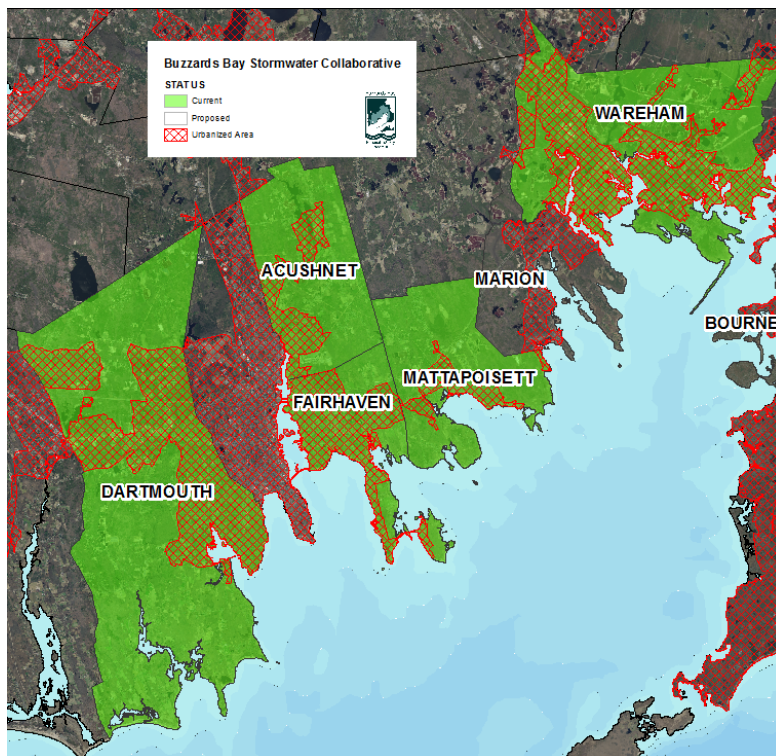 Buzzards Bay Stormwater Collaborative
STATUS
Current
Proposed
Urbanized Area
WAREHAM
ACUSHNET
MARION
BOURNE
MATTAPOISETT
FAIRHAVEN
DARTMOUTH